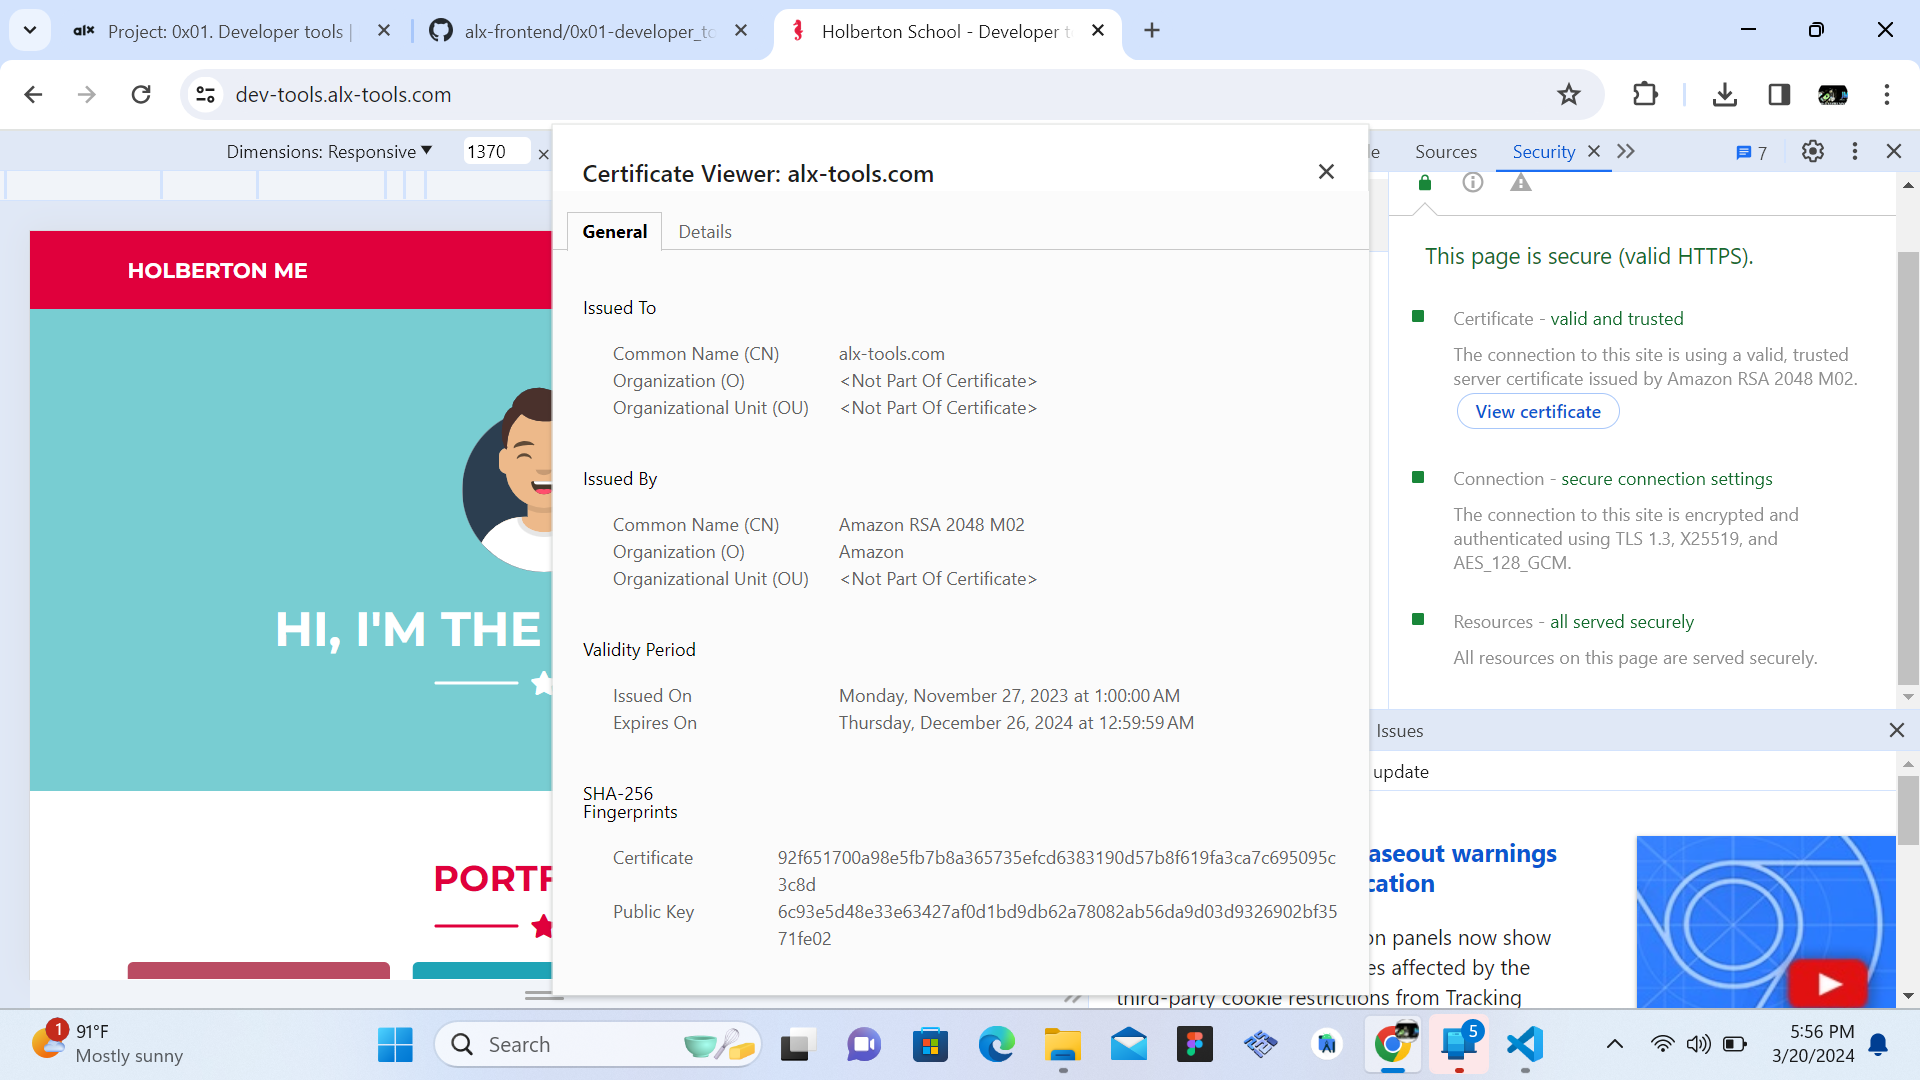 alx Project: 0x01. Developer tools |
alx-frontend/0x01-developer_to
Holberton School - Developer t
dev-tools.alx-tools.com
Dimensions: Responsive
1370
×
Sources
Security
7
Certificate Viewer: alx-tools.com
General
Details
Issued To
Common Name (CN) alx-tools.com
Organization (O) <Not Part Of Certificate>
Organizational Unit (OU) <Not Part Of Certificate>
Issued By
Common Name (CN) Amazon RSA 2048 M02
Organization (O) Amazon
Organizational Unit (OU) <Not Part Of Certificate>
Validity Period
Issued On Monday, November 27, 2023 at 1:00:00 AM
Expires On Thursday, December 26, 2024 at 12:59:59 AM
SHA-256
Fingerprints
Certificate 92f651700a98e5fb7b8a365735efcd6383190d57b8f619fa3ca7c695095c
3c8d
Public Key 6c93e5d48e33e63427af0d1bd9db62a78082ab56da9d03d9326902bf35
71fe02
HOLBERTON ME
HI, I'M THE
PORTF
This page is secure (valid HTTPS).
Certificate - valid and trusted
The connection to this site is using a valid, trusted
server certificate issued by Amazon RSA 2048 M02.
View certificate
Connection - secure connection settings
The connection to this site is encrypted and
authenticated using TLS 1.3, X25519, and
AES_128_GCM.
Resources - all served securely
All resources on this page are served securely.
Issues
update
aseout warnings
cation
on panels now show
es affected by the
third-party cookie restrictions from Tracking
1
91°F
Mostly sunny
Search
5
5:56 PM
3/20/2024